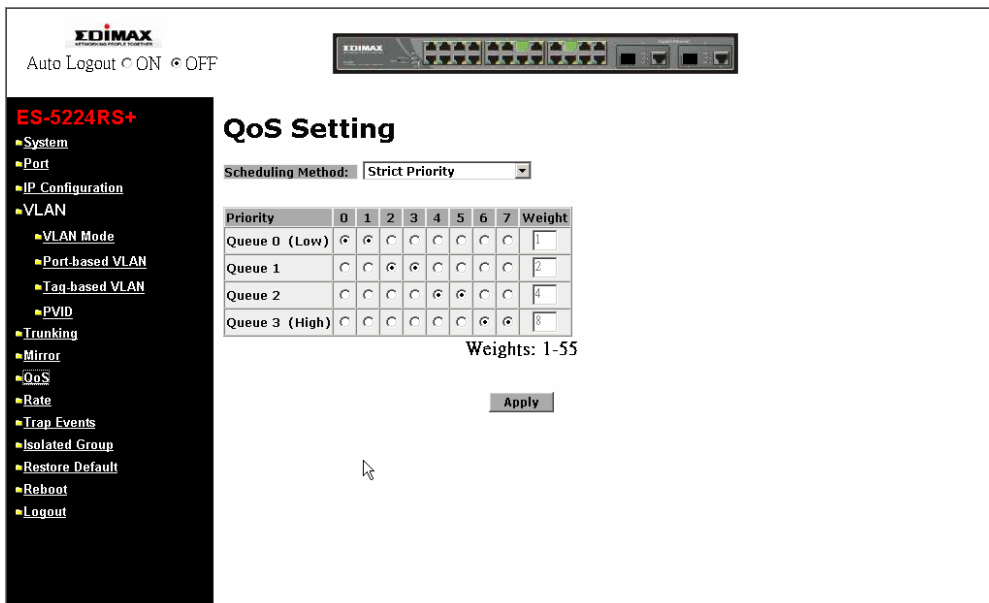 EDIMAX
NETWORKING PEOPLE TOGETHER
Auto Logout ON OFF
EDIMAX
ES-5224RS+
System
Port
IP Configuration
VLAN
VLAN Mode
Port-based VLAN
Tag-based VLAN
PVID
Trunking
Mirror
QoS
Rate
Trap Events
Isolated Group
Restore Default
Reboot
Logout
QoS Setting
Scheduling Method: Strict Priority
Priority 0 1 2 3 4 5 6 7 Weight
Queue 0 (Low) 1
Queue 1 2
Queue 2 4
Queue 3 (High) 8
Weights: 1-55
Apply